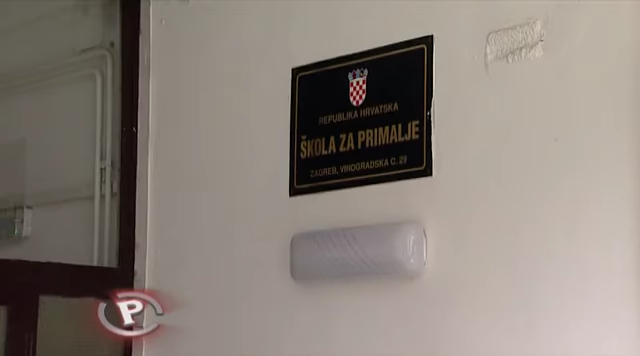 REPUBLIKA HRVATSKA
ŠKOLA ZA PRIMALJE
ZAGREB, VINOGRADSKA C. 29
P